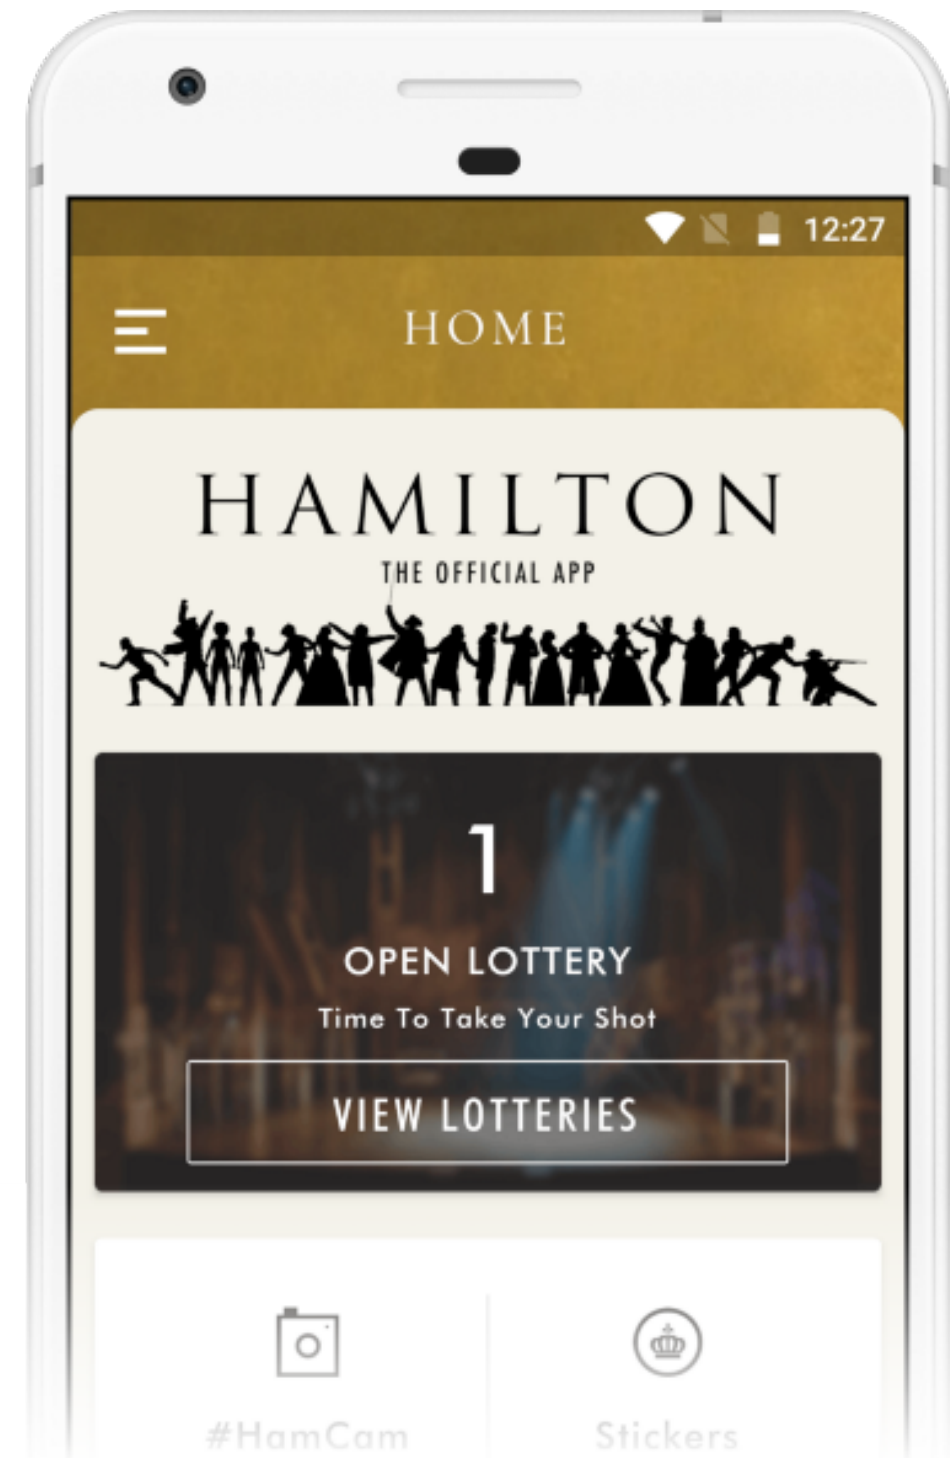 12:27
HOME
HAMILTON
THE OFFICIAL APP
1
OPEN LOTTERY
Time To Take Your Shot
VIEW LOTTERIES
#HamCam Stickers